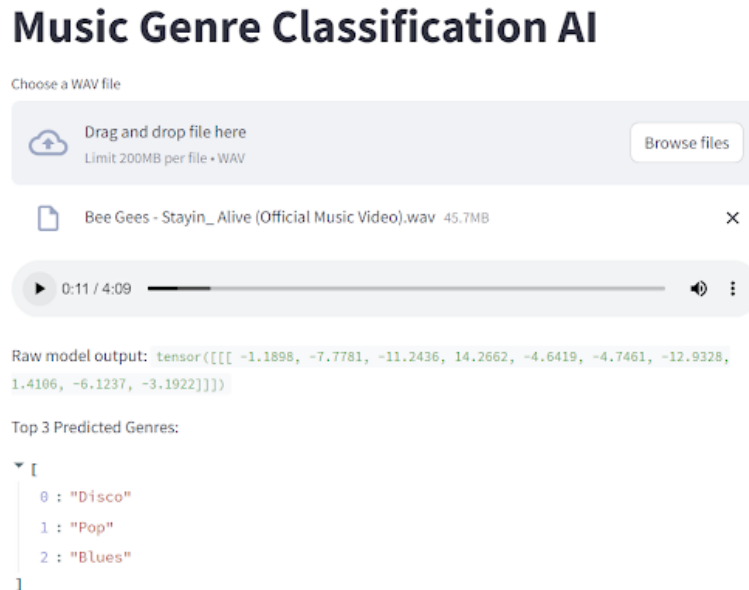 Music Genre Classification AI
Choose a WAV file
Drag and drop file here
Limit 200MB per file • WAV
Browse files
Bee Gees - Stayin_ Alive (Official Music Video).wav 45.7MB
0:11 / 4:09
Raw model output: tensor([[[ -1.1898, -7.7781, -11.2436, 14.2662, -4.6419, -4.7461, -12.9328,
1.4106, -6.1237, -3.1922]]])
Top 3 Predicted Genres:
[
0 : "Disco"
1 : "Pop"
2 : "Blues"
]